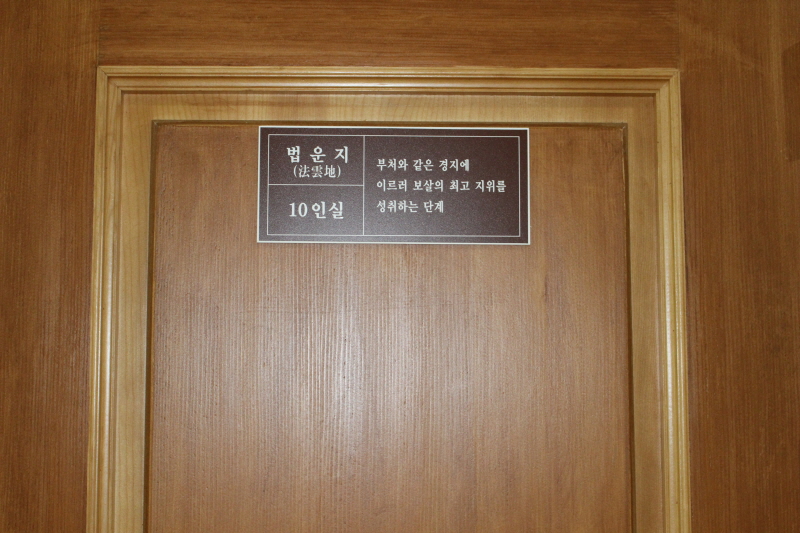 법운지
(法雲地)
10인실
부처와 같은 경지에
이르러 보살의 최고 지위를
성취하는 단계